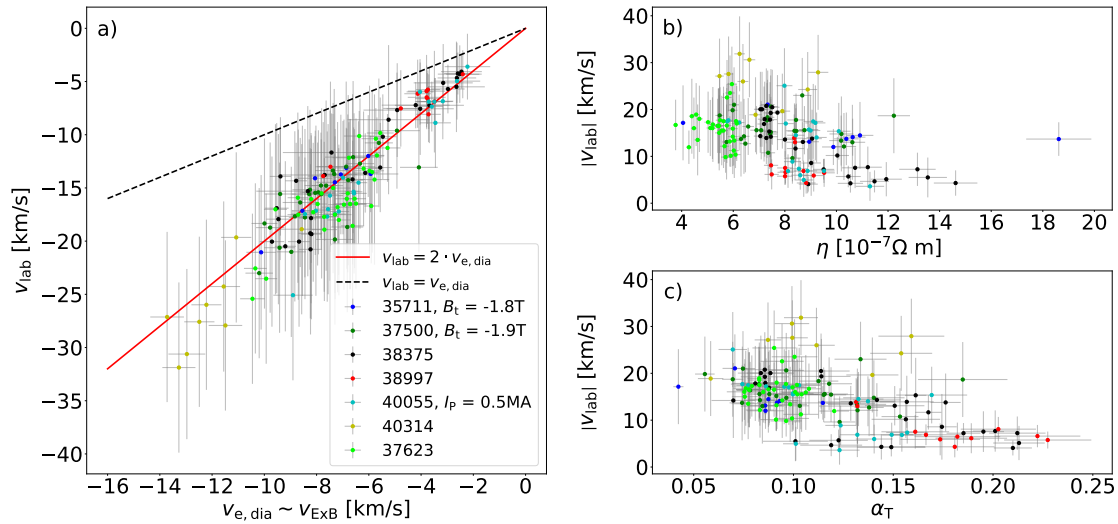 a)
0
−5
−10
−15
−20
−25
−30
−35
−40
v_lab [km/s]
−16 −14 −12 −10 −8 −6 −4 −2 0
v_e, dia ∼ v_ExB [km/s]
v_lab = 2 · v_e, dia
v_lab = v_e, dia
35711, B_t = -1.8T
37500, B_t = -1.9T
38375
38997
40055, I_P = 0.5MA
40314
37623
b)
40
30
20
10
0
|v_lab| [km/s]
4 6 8 10 12 14 16 18 20
η [10⁻⁷Ω m]
c)
40
30
20
10
0
|v_lab| [km/s]
0.05 0.10 0.15 0.20 0.25
α_T